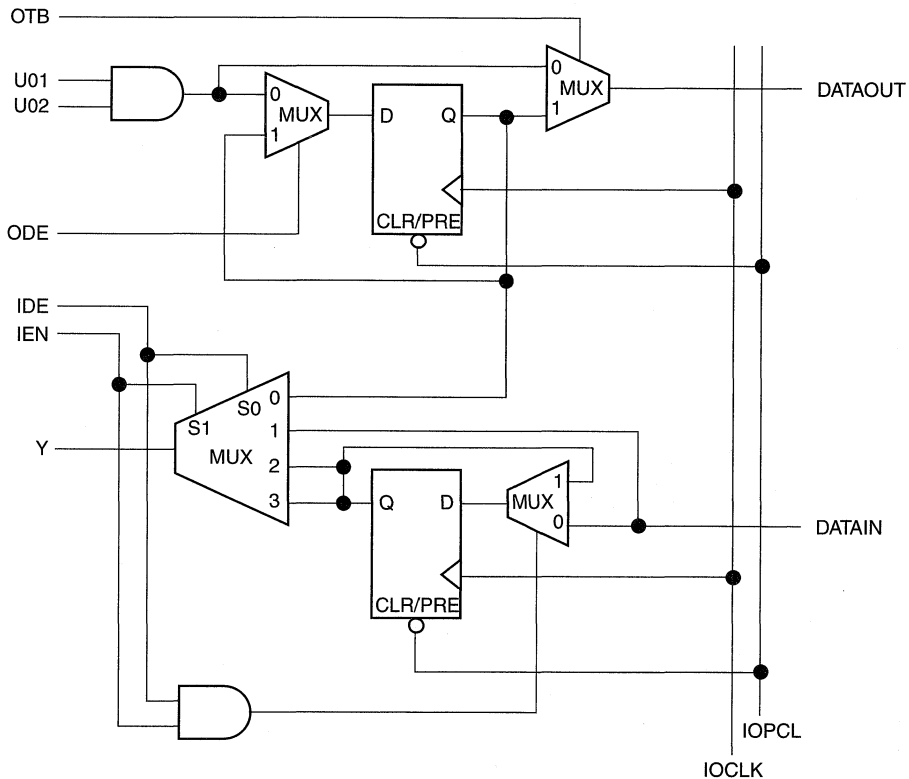 OTB
U01
U02
0
MUX
1
D
Q
CLR/PRE
0
MUX
1
DATAOUT
ODE
IDE
IEN
S0
S1
MUX
0
1
2
3
Y
Q
D
CLR/PRE
1
MUX
0
DATAIN
IOPCL
IOCLK